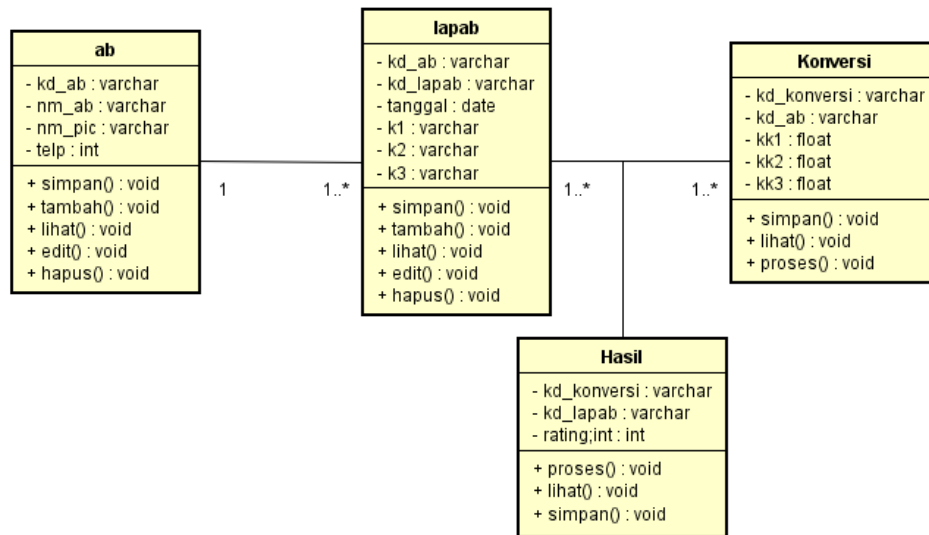 ab
- kd_ab : varchar
- nm_ab : varchar
- nm_pic : varchar
- telp : int
+ simpan() : void
+ tambah() : void
+ lihat() : void
+ edit() : void
+ hapus() : void
1
1..*
lapab
- kd_ab : varchar
- kd_lapab : varchar
- tanggal : date
- k1 : varchar
- k2 : varchar
- k3 : varchar
+ simpan() : void
+ tambah() : void
+ lihat() : void
+ edit() : void
+ hapus() : void
1..*
1..*
Konversi
- kd_konversi : varchar
- kd_ab : varchar
- kk1 : float
- kk2 : float
- kk3 : float
+ simpan() : void
+ lihat() : void
+ proses() : void
Hasil
- kd_konversi : varchar
- kd_lapab : varchar
- rating;int : int
+ proses() : void
+ lihat() : void
+ simpan() : void